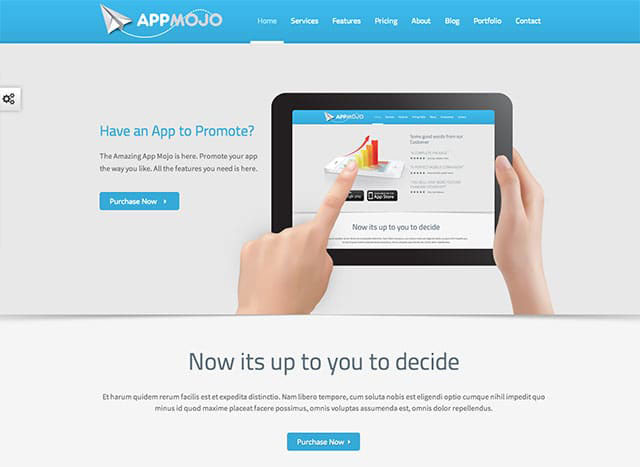 APPMOJO
Home Services Features Pricing About Blog Portfolio Contact
Have an App to Promote?
The Amazing App Mojo is here. Promote your app
the way you like. All the features you need is here.
Purchase Now
APPMOJO
Some good words from our
Customer
App Store
Now its up to you to decide
Now its up to you to decide
Et harum quidem rerum facilis est et expedita distinctio. Nam libero tempore, cum soluta nobis est eligendi optio cumque nihil impedit quo
minus id quod maxime placeat facere possimus, omnis voluptas assumenda est, omnis dolor repellendus.
Purchase Now